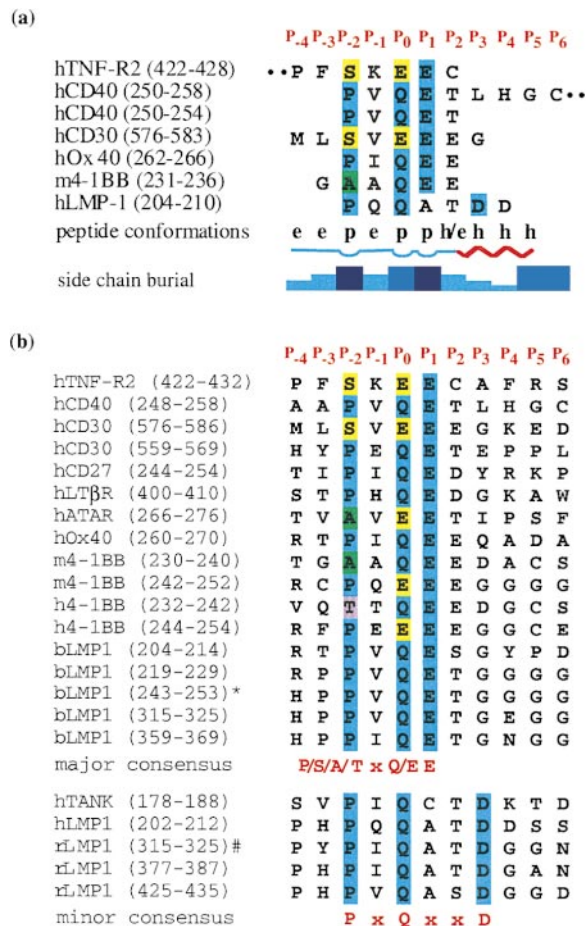 (a)
P-4 P-3 P-2 P-1 P0 P1 P2 P3 P4 P5 P6
hTNF-R2 (422-428) ••P F S K E E C
hCD40 (250-258) P V Q E T L H G C••
hCD40 (250-254) P V Q E T
hCD30 (576-583) M L S V E E E G
hOx 40 (262-266) P I Q E E
m4-1BB (231-236) G A A Q E E
hLMP-1 (204-210) P Q Q A T D D
peptide conformations e e p e p p h/e h h h
side chain burial
(b)
P-4 P-3 P-2 P-1 P0 P1 P2 P3 P4 P5 P6
hTNF-R2 (422-432) P F S K E E C A F R S
hCD40 (248-258) A A P V Q E T L H G C
hCD30 (576-586) M L S V E E E G K E D
hCD30 (559-569) H Y P E Q E T E P P L
hCD27 (244-254) T I P I Q E D Y R K P
hLTβR (400-410) S T P H Q E D G K A W
hATAR (266-276) T V A V E E T I P S F
hOx40 (260-270) R T P I Q E E Q A D A
m4-1BB (230-240) T G A A Q E E D A C S
m4-1BB (242-252) R C P Q E E E G G G G
h4-1BB (232-242) V Q T T Q E E D G C S
h4-1BB (244-254) R F P E E E E G G C E
bLMP1 (204-214) R T P V Q E S G Y P D
bLMP1 (219-229) R P P V Q E T G G G G
bLMP1 (243-253)* H P P V Q E T G G G G
bLMP1 (315-325) H P P V Q E T G E G G
bLMP1 (359-369) H P P I Q E T G N G G
major consensus P/S/A/T x Q/E E
hTANK (178-188) S V P I Q C T D K T D
hLMP1 (202-212) P H P Q Q A T D D S S
rLMP1 (315-325)# P Y P I Q A T D G G N
rLMP1 (377-387) P H P I Q A T D G A N
rLMP1 (425-435) P H P V Q A S D G G D
minor consensus P x Q x x D